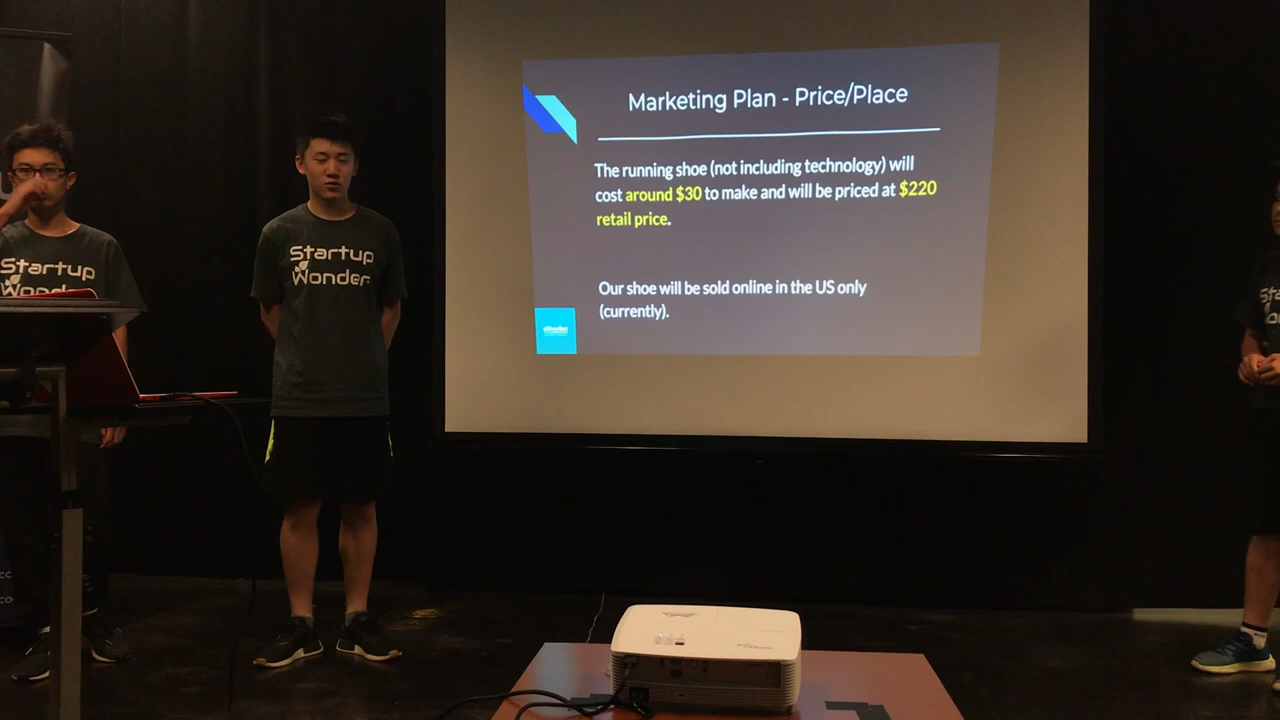 Marketing Plan - Price/Place
The running shoe (not including technology) will
cost around $30 to make and will be priced at $220
retail price.
Our shoe will be sold online in the US only
(currently).
Startup
Wonder
Startup
Wonder